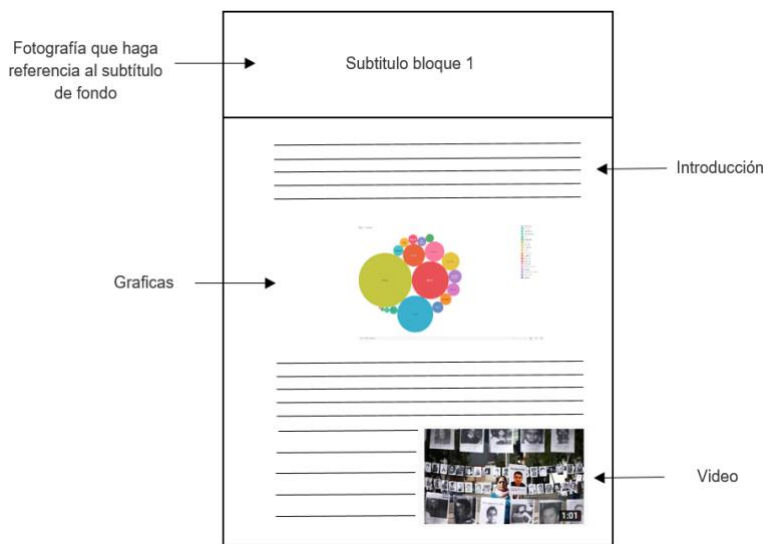 Fotografía que haga
referencia al subtítulo
de fondo
Subtitulo bloque 1
Introducción
Graficas
Video
1:01